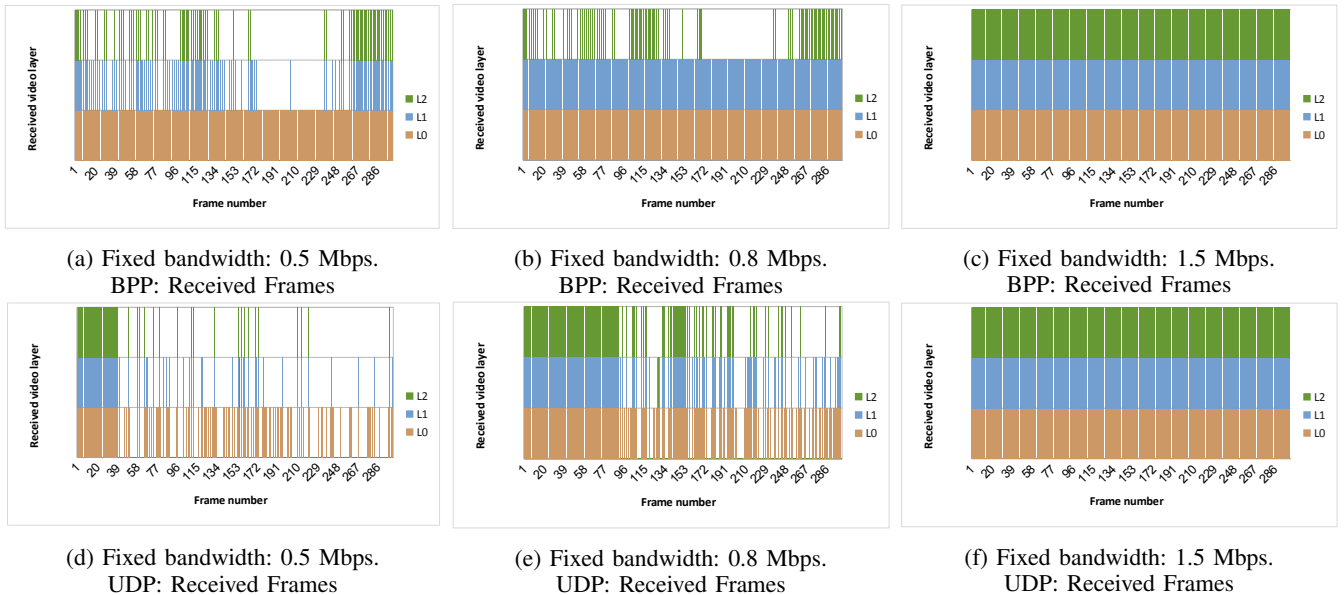 Received video layer
L2
L1
L0
1 20 39 58 77 96 115 134 153 172 191 210 229 248 267 286
Frame number
(a) Fixed bandwidth: 0.5 Mbps.
BPP: Received Frames
Received video layer
L2
L1
L0
1 20 39 58 77 96 115 134 153 172 191 210 229 248 267 286
Frame number
(b) Fixed bandwidth: 0.8 Mbps.
BPP: Received Frames
Received video layer
L2
L1
L0
1 20 39 58 77 96 115 134 153 172 191 210 229 248 267 286
Frame number
(c) Fixed bandwidth: 1.5 Mbps.
BPP: Received Frames
Received video layer
L2
L1
L0
1 20 39 58 77 96 115 134 153 172 191 210 229 248 267 286
Frame number
(d) Fixed bandwidth: 0.5 Mbps.
UDP: Received Frames
Received video layer
L2
L1
L0
1 20 39 58 77 96 115 134 153 172 191 210 229 248 267 286
Frame number
(e) Fixed bandwidth: 0.8 Mbps.
UDP: Received Frames
Received video layer
L2
L1
L0
1 20 39 58 77 96 115 134 153 172 191 210 229 248 267 286
Frame number
(f) Fixed bandwidth: 1.5 Mbps.
UDP: Received Frames